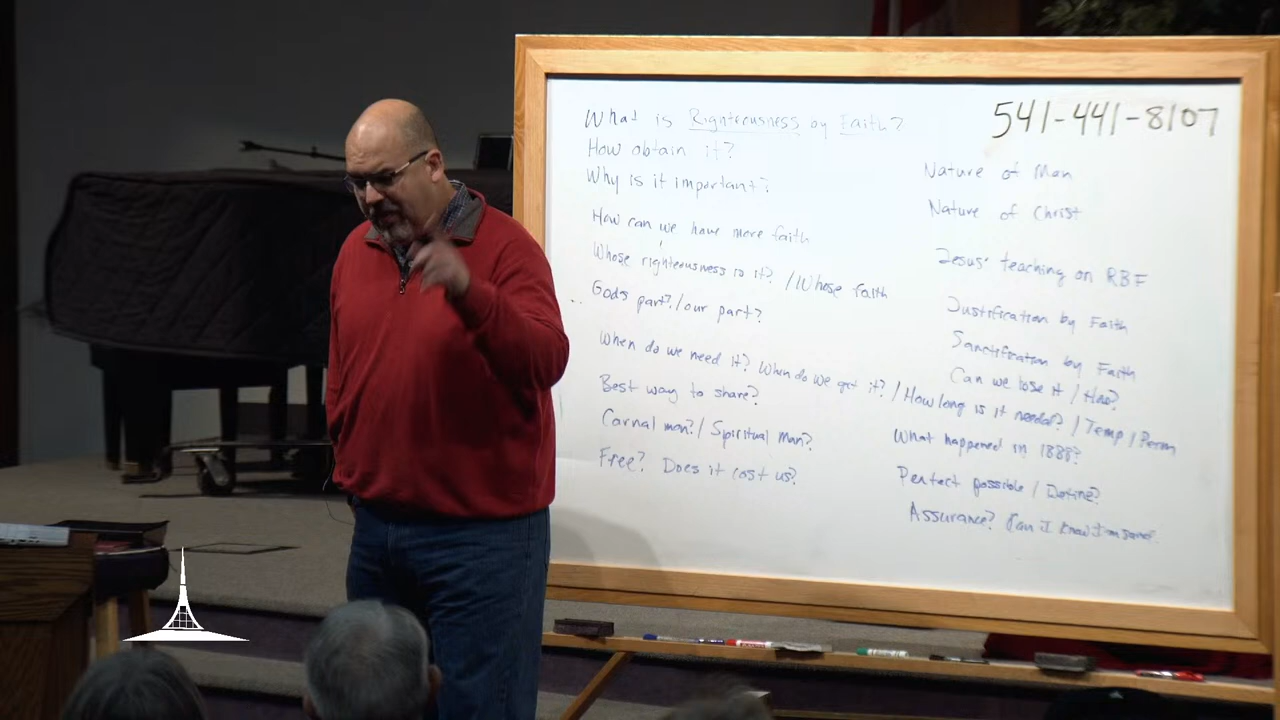 What is Righteousness by Faith?
How obtain it?
Why is it important?
How can we have more faith
Whose righteousness is it? / Whose faith
God's part? / our part?
When do we need it? When do we get it? / How long is it needed? / Temp / Perm
Best way to share?
Carnal man? / Spiritual Man?
Free? Does it cost us?
541-441-8107
Nature of Man
Nature of Christ
Jesus' teaching on RBF
Justification by Faith
Sanctification by Faith
Can we lose it / How?
What happened in 1888?
Perfect possible / Define?
Assurance? Can I know I'm saved.